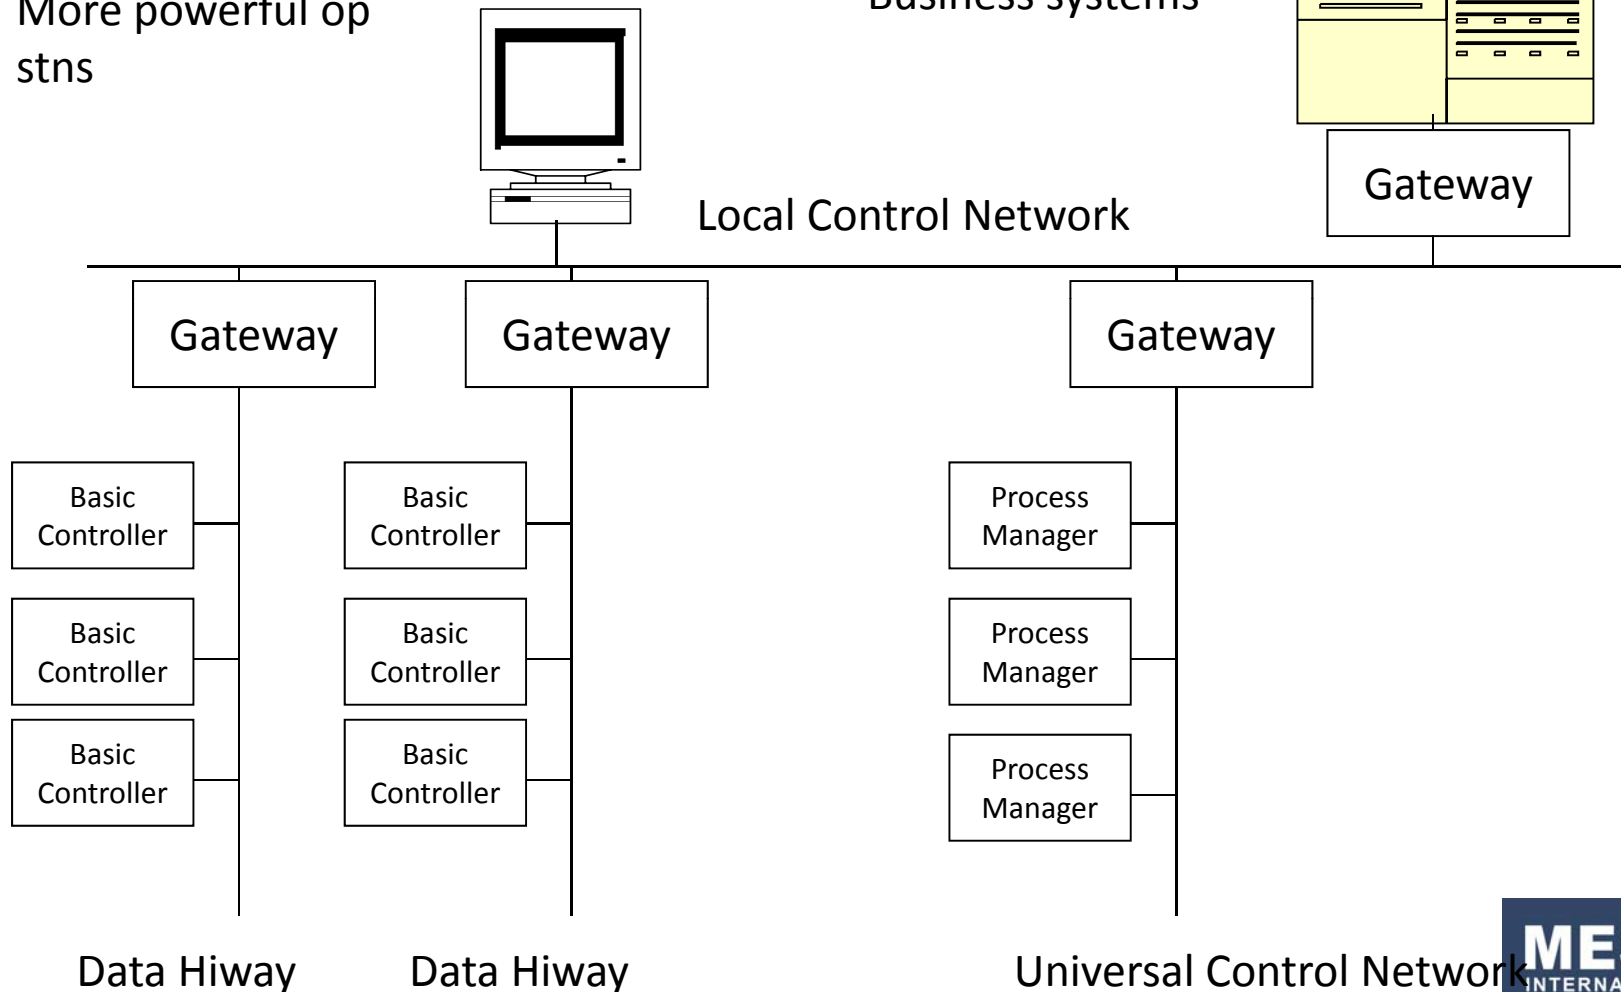 More powerful op
stns
Business systems
Gateway
Local Control Network
Gateway
Gateway
Gateway
Basic
Controller
Basic
Controller
Process
Manager
Basic
Controller
Basic
Controller
Process
Manager
Basic
Controller
Basic
Controller
Process
Manager
Data Hiway
Data Hiway
Universal Control Network